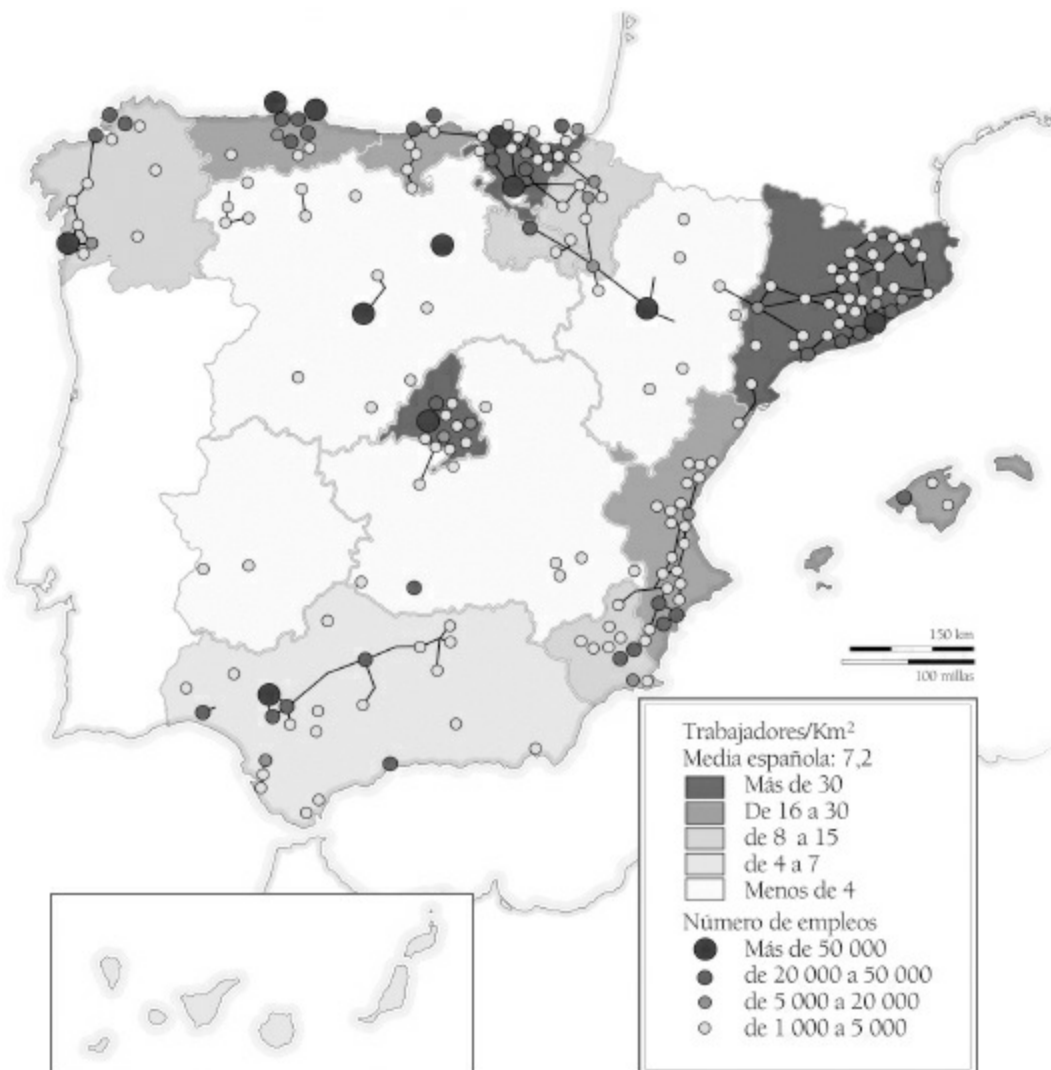 150 km
100 millas
Trabajadores/Km²
Media española: 7,2
Más de 30
De 16 a 30
de 8 a 15
de 4 a 7
Menos de 4
Número de empleos
Más de 50 000
de 20 000 a 50 000
de 5 000 a 20 000
de 1 000 a 5 000